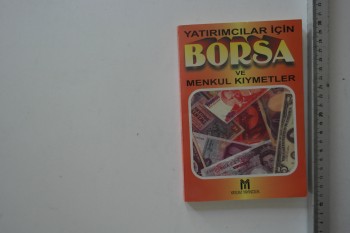 YATIRIMCILAR İÇİN
BORSA
VE
MENKUL KIYMETLER